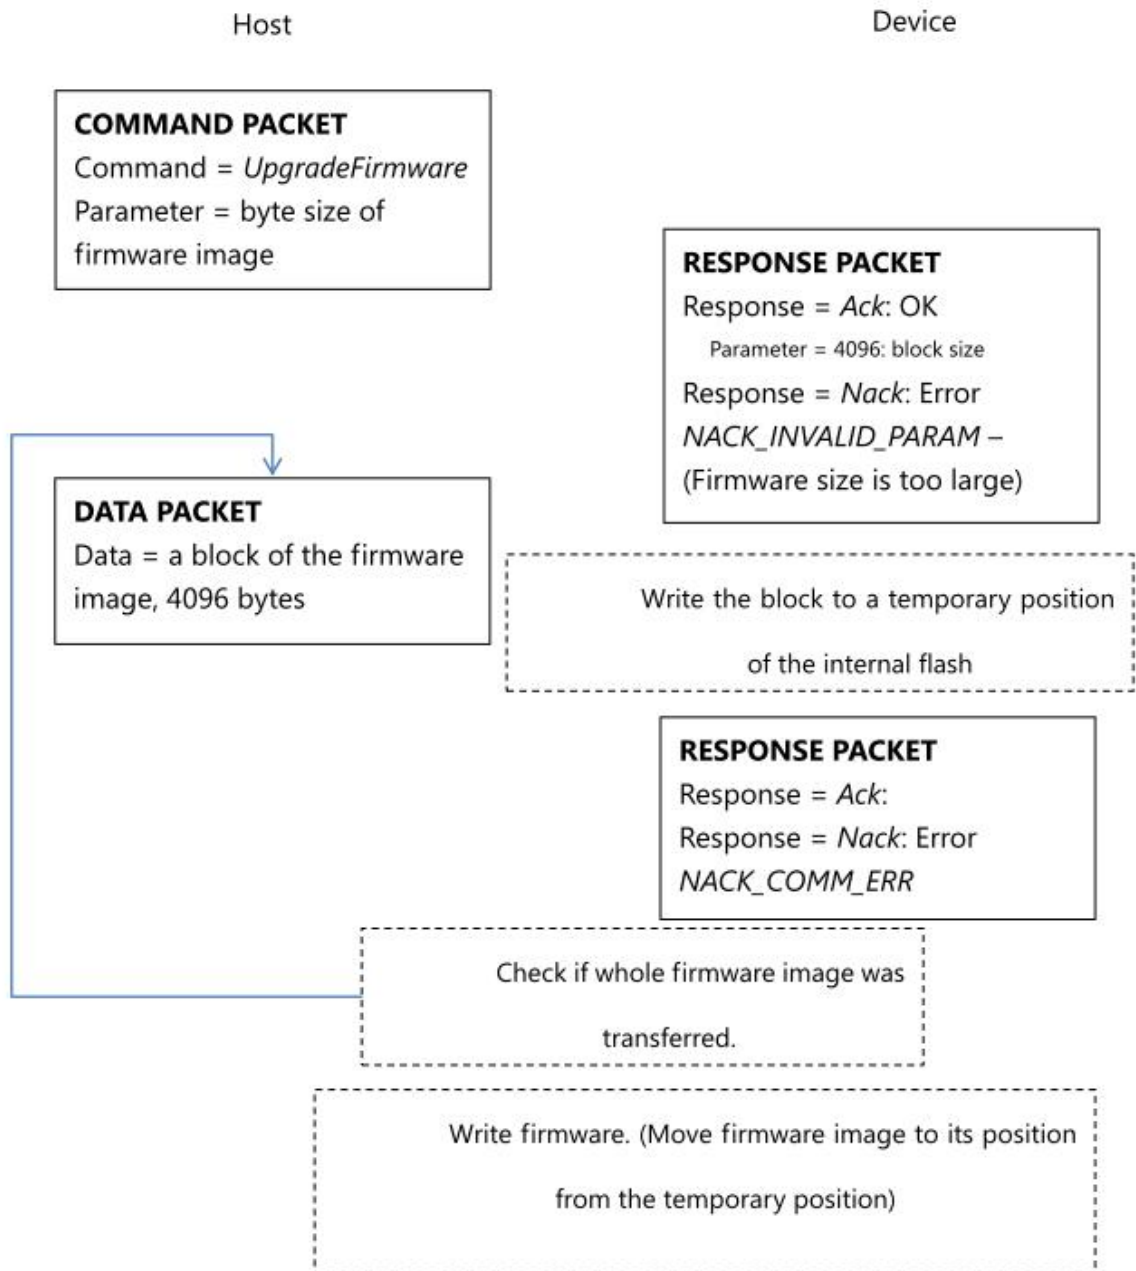 Host
Device
COMMAND PACKET
Command = UpgradeFirmware
Parameter = byte size of
firmware image
RESPONSE PACKET
Response = Ack: OK
Parameter = 4096: block size
Response = Nack: Error
NACK_INVALID_PARAM –
(Firmware size is too large)
DATA PACKET
Data = a block of the firmware
image, 4096 bytes
Write the block to a temporary position
of the internal flash
RESPONSE PACKET
Response = Ack:
Response = Nack: Error
NACK_COMM_ERR
Check if whole firmware image was
transferred.
Write firmware. (Move firmware image to its position
from the temporary position)